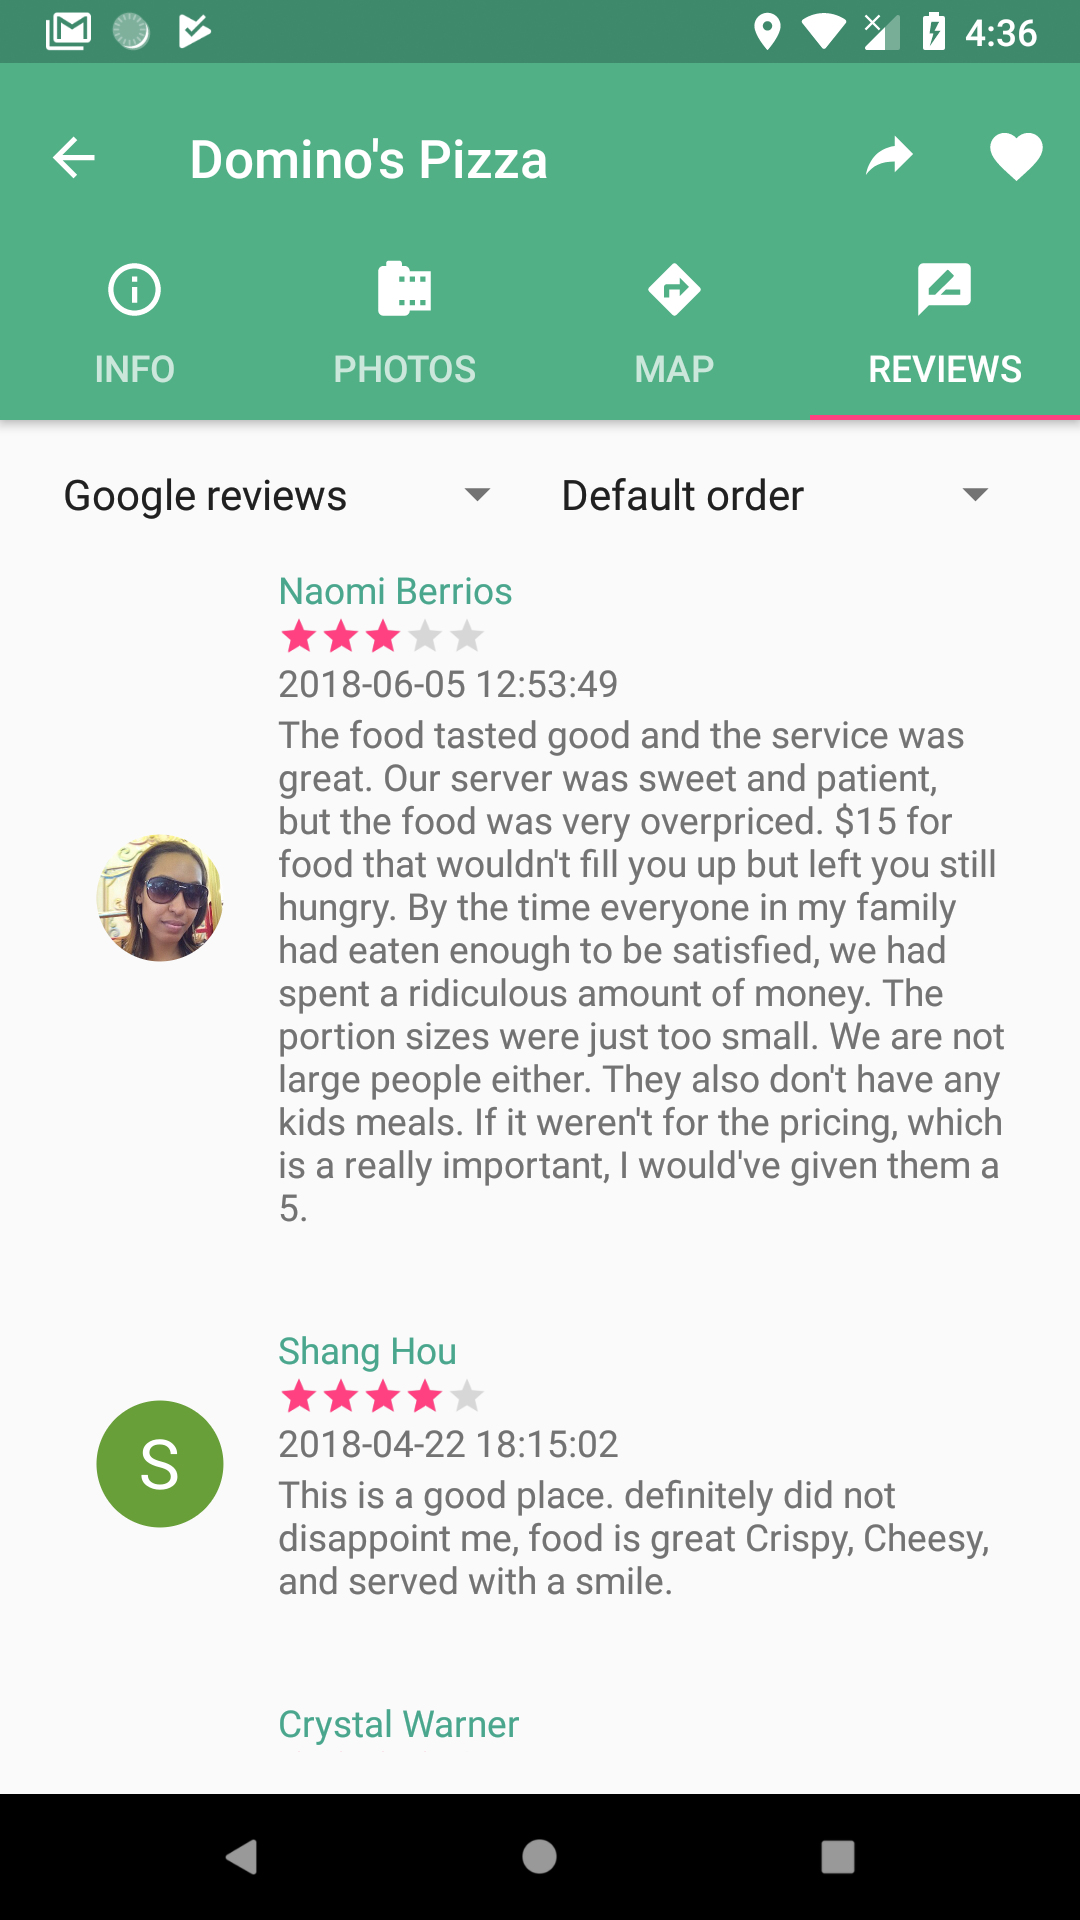 4:36
Domino's Pizza
INFO
PHOTOS
MAP
REVIEWS
Google reviews
Default order
Naomi Berrios
2018-06-05 12:53:49
The food tasted good and the service was
great. Our server was sweet and patient,
but the food was very overpriced. $15 for
food that wouldn't fill you up but left you still
hungry. By the time everyone in my family
had eaten enough to be satisfied, we had
spent a ridiculous amount of money. The
portion sizes were just too small. We are not
large people either. They also don't have any
kids meals. If it weren't for the pricing, which
is a really important, I would've given them a
5.
Shang Hou
S
2018-04-22 18:15:02
This is a good place. definitely did not
disappoint me, food is great Crispy, Cheesy,
and served with a smile.
Crystal Warner